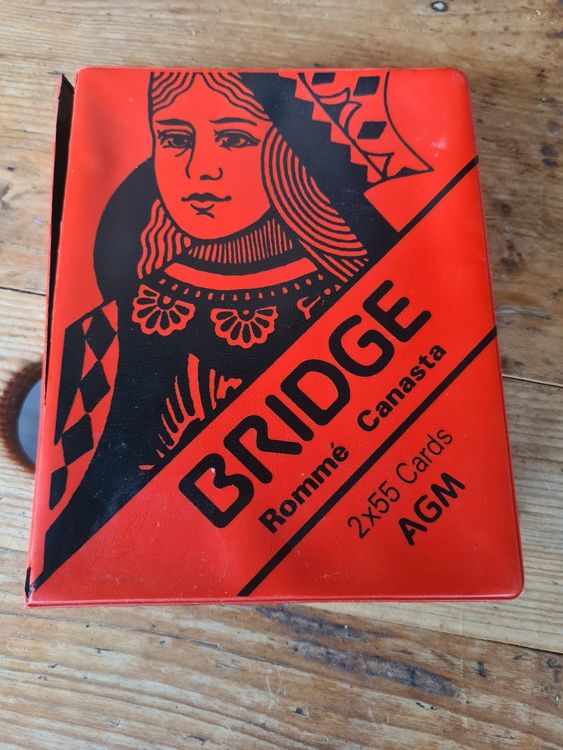 BRIDGE
Rommé Canasta
2x55 Cards
AGM